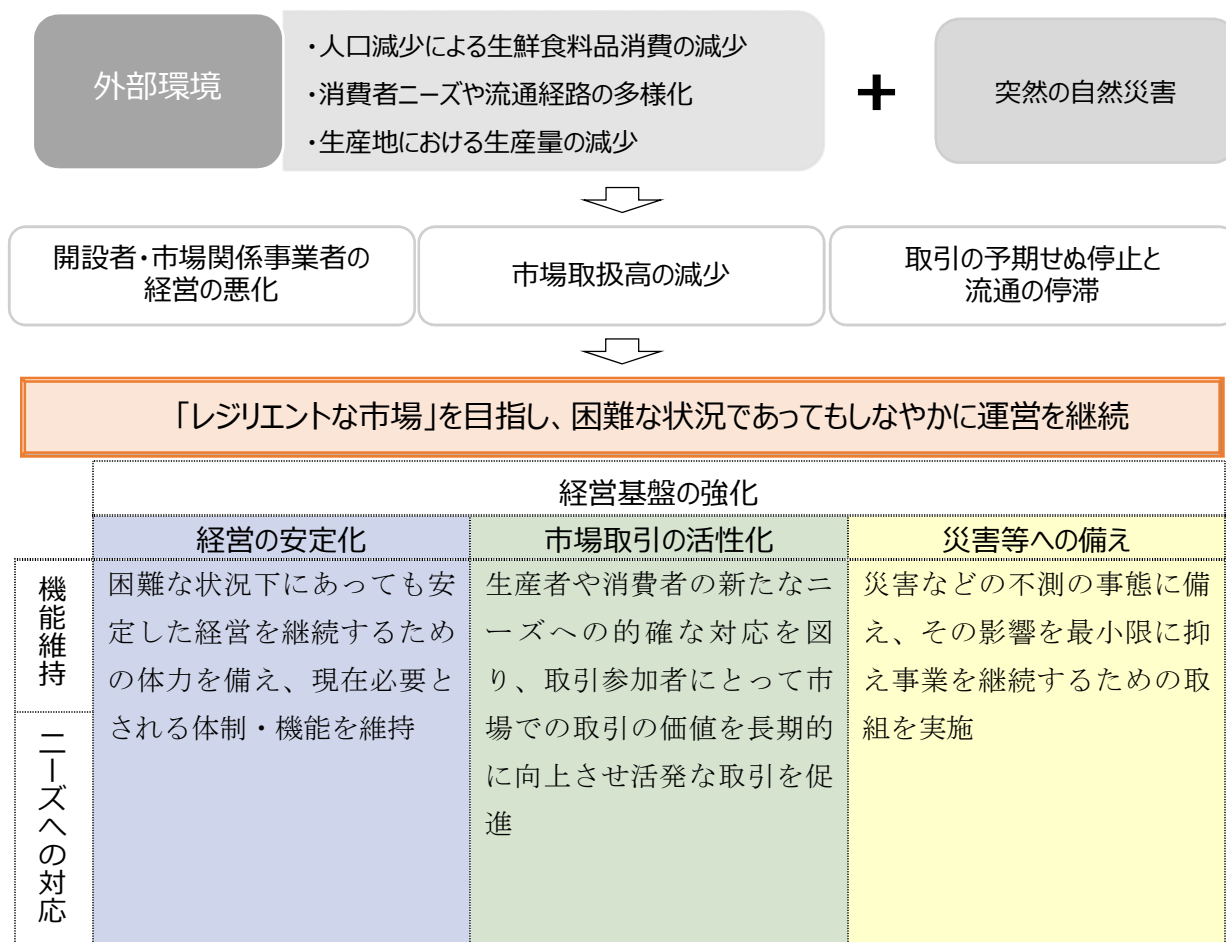 外部環境
・人口減少による生鮮食料品消費の減少
・消費者ニーズや流通経路の多様化
・生産地における生産量の減少
+
突然の自然災害
開設者・市場関係事業者の
経営の悪化
市場取扱高の減少
取引の予期せぬ停止と
流通の停滞
「レジリエントな市場」を目指し、困難な状況であってもしなやかに運営を継続
経営基盤の強化
経営の安定化
市場取引の活性化
災害等への備え
機能維持
ニーズへの対応
困難な状況下にあっても安
定した経営を継続するため
の体力を備え、現在必要と
される体制・機能を維持
生産者や消費者の新たなニ
ーズへの的確な対応を図
り、取引参加者にとって市
場での取引の価値を長期的
に向上させ活発な取引を促
進
災害などの不測の事態に備
え、その影響を最小限に抑
え事業を継続するための取
組を実施